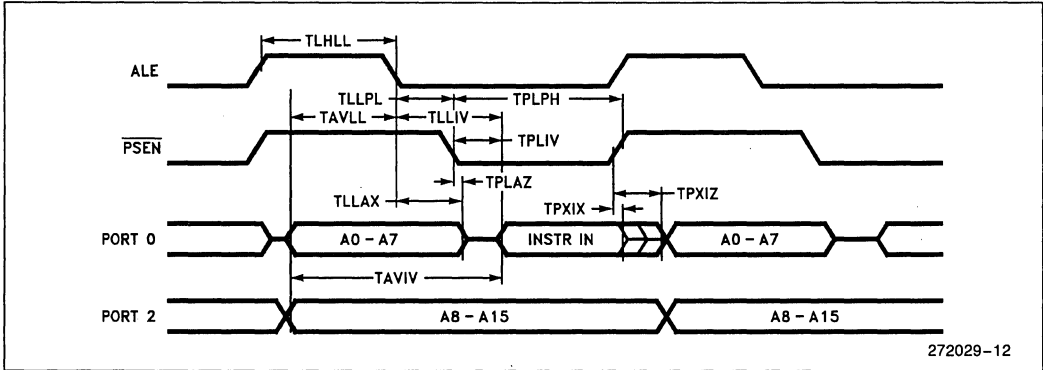 TLHLL
ALE
TLLPL TPLPH
TAVLL TLLIV
PSEN TPLIV
TPLAZ
TLLAX TPXIZ
TPXIX
PORT 0 A0-A7 INSTR IN A0-A7
TAVIV
PORT 2 A8-A15 A8-A15
272029-12